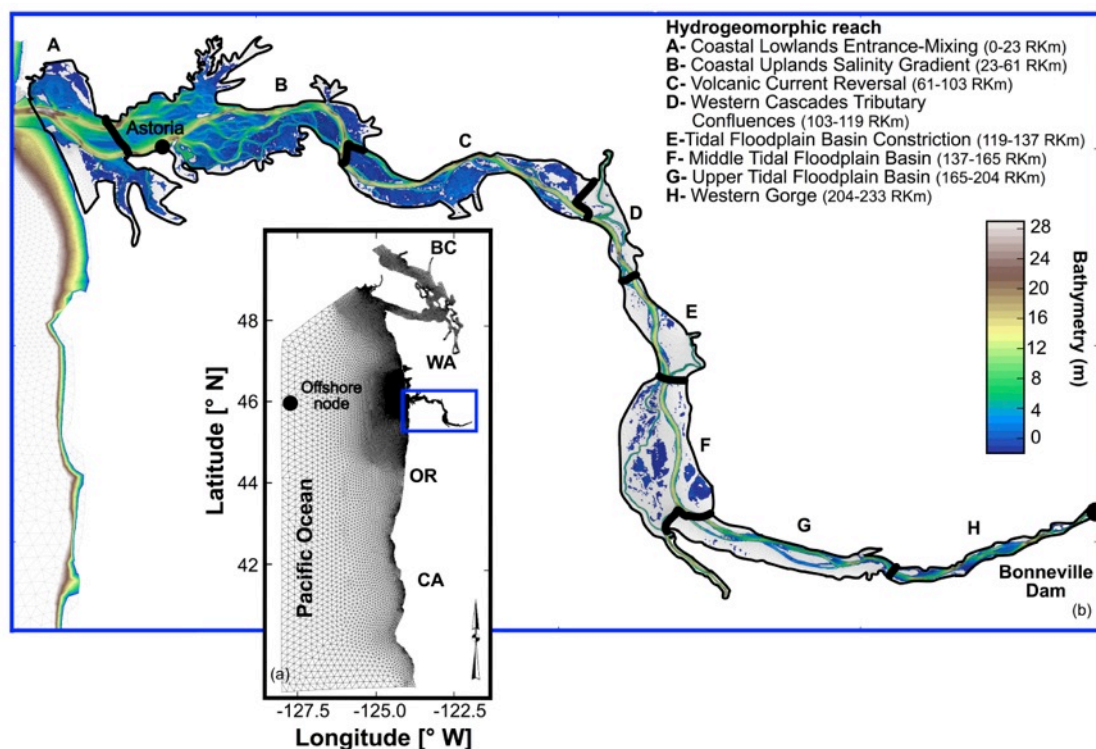 Hydrogeomorphic reach
A- Coastal Lowlands Entrance-Mixing (0-23 RKm)
B- Coastal Uplands Salinity Gradient (23-61 RKm)
C- Volcanic Current Reversal (61-103 RKm)
D- Western Cascades Tributary
Confluences (103-119 RKm)
E-Tidal Floodplain Basin Constriction (119-137 RKm)
F- Middle Tidal Floodplain Basin (137-165 RKm)
G- Upper Tidal Floodplain Basin (165-204 RKm)
H- Western Gorge (204-233 RKm)
A
B
Astoria
C
D
E
F
G
H
Bonneville
Dam
(b)
28
24
20
16
12
8
4
0
Bathymetry (m)
BC
WA
Offshore
node
OR
CA
Pacific Ocean
(a)
48
46
44
42
Latitude [° N]
-127.5
-125.0
-122.5
Longitude [° W]